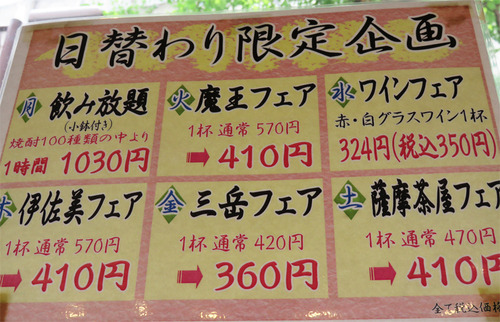 日替わり限定企画
月 飲み放題
(小鉢付き)
焼酎100種類の中より
1時間 1030円
火 魔王フェア
1杯 通常 570円
➡ 410円
水 ワインフェア
赤・白グラスワイン1杯
324円(税込350円)
木 伊佐美フェア
1杯 通常 570円
➡ 410円
金 三岳フェア
1杯 通常 420円
➡ 360円
土 薩摩茶屋フェア
1杯 通常 470円
➡ 410円
全て税込価格